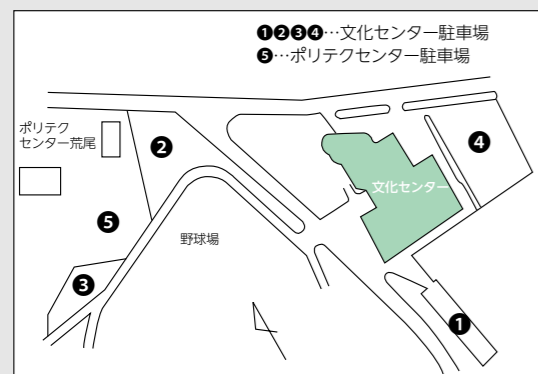 ❶❷❸❹…文化センター駐車場
❺…ポリテクセンター駐車場
ポリテク
センター荒尾
❷
❹
文化センター
❺
野球場
❸
❶